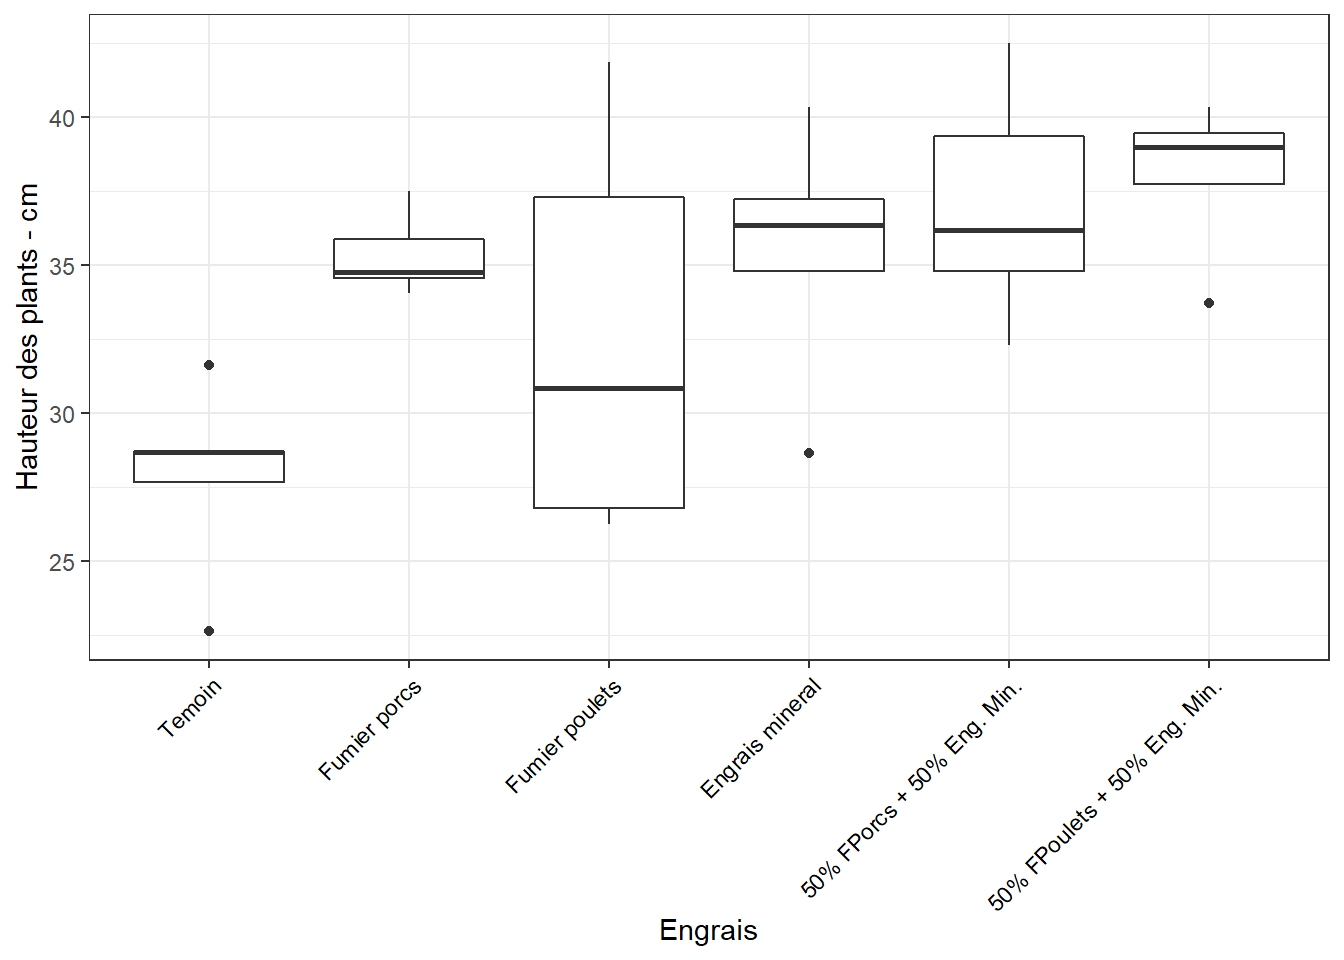 Hauteur des plants - cm
40
35
30
25
Temoin
Fumier porcs
Fumier poulets
Engrais mineral
50% FPorcs + 50% Eng. Min.
50% FPoulets + 50% Eng. Min.
Engrais